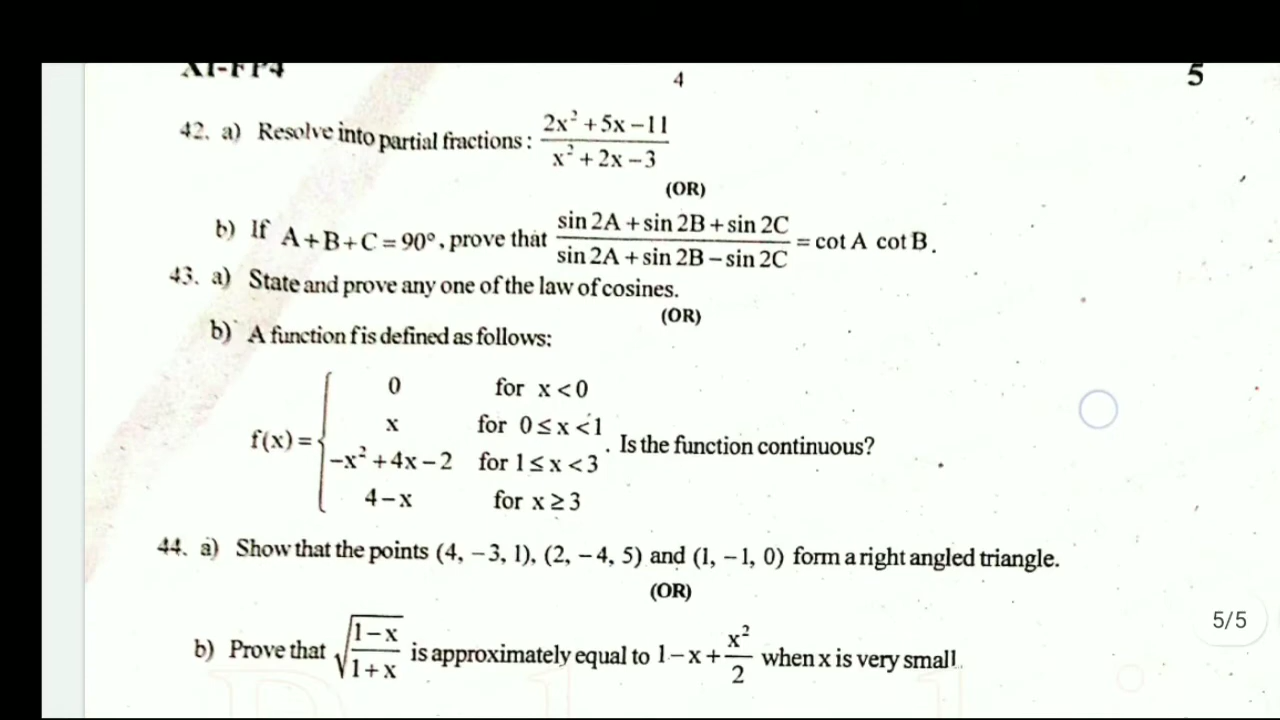 XI-FP4 4 5
42. a) Resolve into partial fractions : (2x² + 5x – 11)/(x² + 2x – 3)
(OR)
b) If A + B + C = 90°, prove that (sin 2A + sin 2B + sin 2C)/(sin 2A + sin 2B – sin 2C) = cot A cot B.
43. a) State and prove any one of the law of cosines.
(OR)
b) A function f is defined as follows:
f(x) = {
0 for x < 0
x for 0 ≤ x < 1
–x² + 4x – 2 for 1 ≤ x < 3 . Is the function continuous?
4 – x for x ≥ 3
44. a) Show that the points (4, –3, 1), (2, –4, 5) and (1, –1, 0) form a right angled triangle.
(OR)
5/5
b) Prove that √((1–x)/(1+x)) is approximately equal to 1 – x + x²/2 when x is very small.